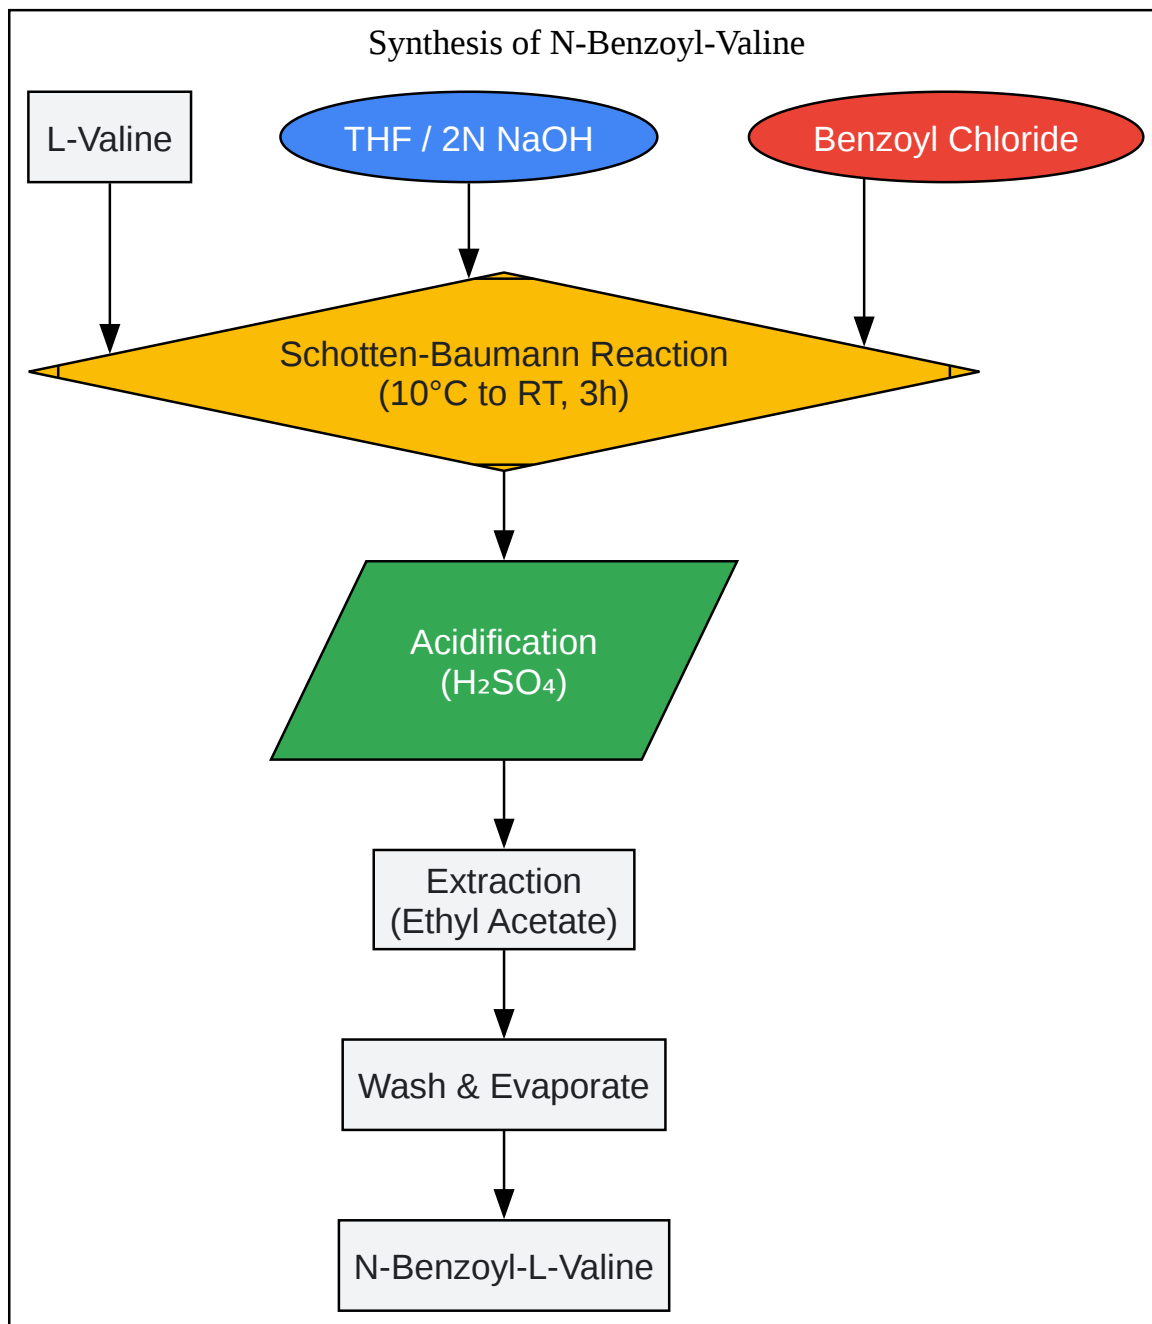 Synthesis of N-Benzoyl-Valine
L-Valine
THF / 2N NaOH
Benzoyl Chloride
Schotten-Baumann Reaction
(10°C to RT, 3h)
Acidification
(H₂SO₄)
Extraction
(Ethyl Acetate)
Wash & Evaporate
N-Benzoyl-L-Valine